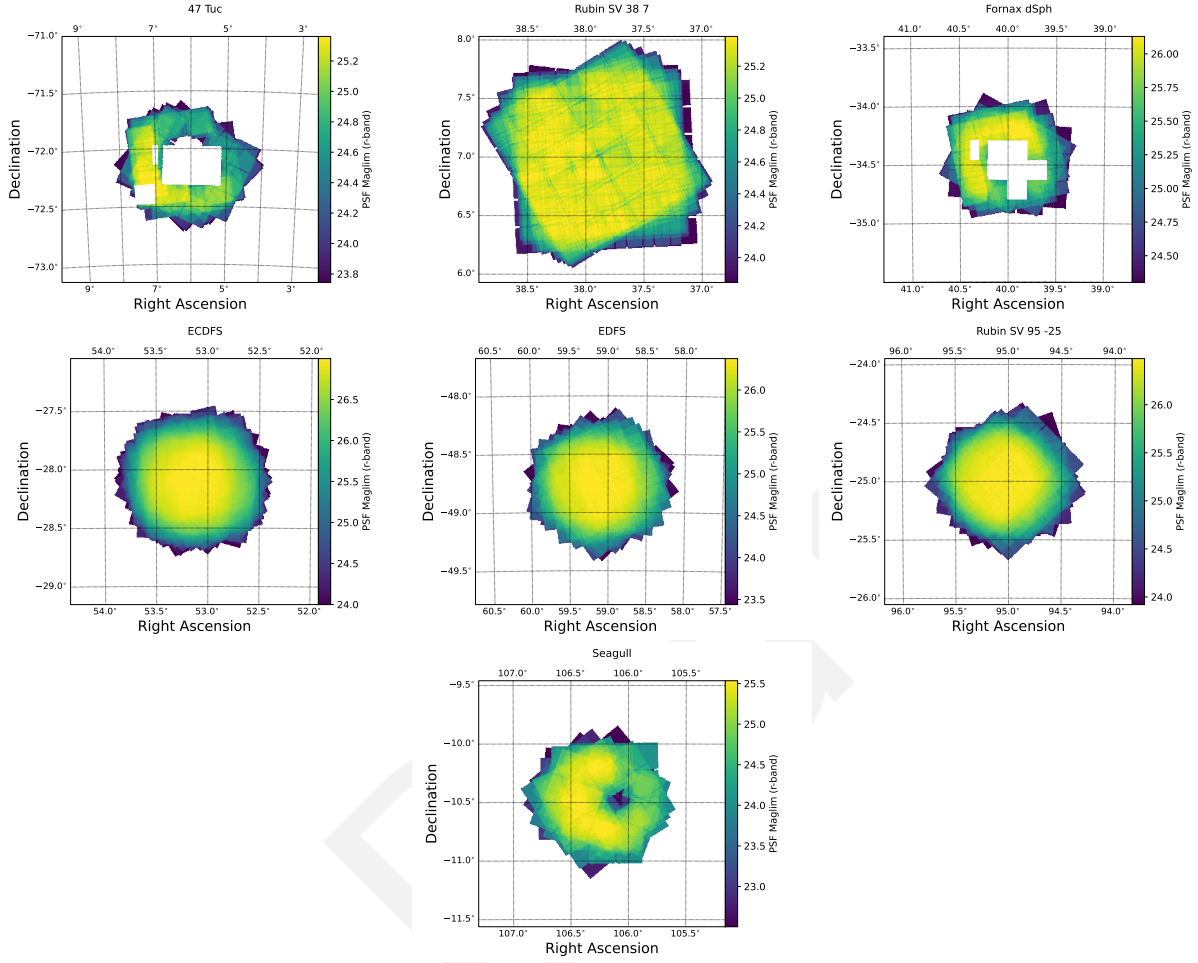 47 Tuc
9° 7° 5° 3°
−71.0°
−71.5°
−72.0°
−72.5°
−73.0°
9° 7° 5° 3°
Declination
Right Ascension
25.2
25.0
24.8
24.6
24.4
24.2
24.0
23.8
PSF Maglim (r-band)
Rubin SV 38 7
38.5° 38.0° 37.5° 37.0°
8.0°
7.5°
7.0°
6.5°
6.0°
38.5° 38.0° 37.5° 37.0°
Declination
Right Ascension
25.2
25.0
24.8
24.6
24.4
24.2
24.0
PSF Maglim (r-band)
Fornax dSph
41.0° 40.5° 40.0° 39.5° 39.0°
−33.5°
−34.0°
−34.5°
−35.0°
41.0° 40.5° 40.0° 39.5° 39.0°
Declination
Right Ascension
26.00
25.75
25.50
25.25
25.00
24.75
24.50
PSF Maglim (r-band)
ECDFS
54.0° 53.5° 53.0° 52.5° 52.0°
−27.5°
−28.0°
−28.5°
−29.0°
54.0° 53.5° 53.0° 52.5° 52.0°
Declination
Right Ascension
26.5
26.0
25.5
25.0
24.5
24.0
PSF Maglim (r-band)
EDFS
60.5° 60.0° 59.5° 59.0° 58.5° 58.0°
−48.0°
−48.5°
−49.0°
−49.5°
60.5° 60.0° 59.5° 59.0° 58.5° 58.0° 57.5°
Declination
Right Ascension
26.0
25.5
25.0
24.5
24.0
23.5
PSF Maglim (r-band)
Rubin SV 95 -25
96.0° 95.5° 95.0° 94.5° 94.0°
−24.0°
−24.5°
−25.0°
−25.5°
−26.0°
96.0° 95.5° 95.0° 94.5° 94.0°
Declination
Right Ascension
26.0
25.5
25.0
24.5
24.0
PSF Maglim (r-band)
Seagull
107.0° 106.5° 106.0° 105.5°
−9.5°
−10.0°
−10.5°
−11.0°
−11.5°
107.0° 106.5° 106.0° 105.5°
Declination
Right Ascension
25.5
25.0
24.5
24.0
23.5
23.0
PSF Maglim (r-band)